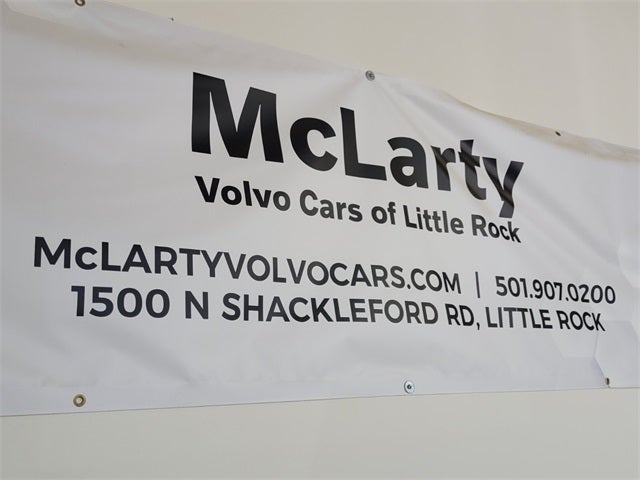 McLarty
Volvo Cars of Little Rock
McLARTYVOLVOCARS.COM | 501.907.0200
1500 N SHACKLEFORD RD, LITTLE ROCK